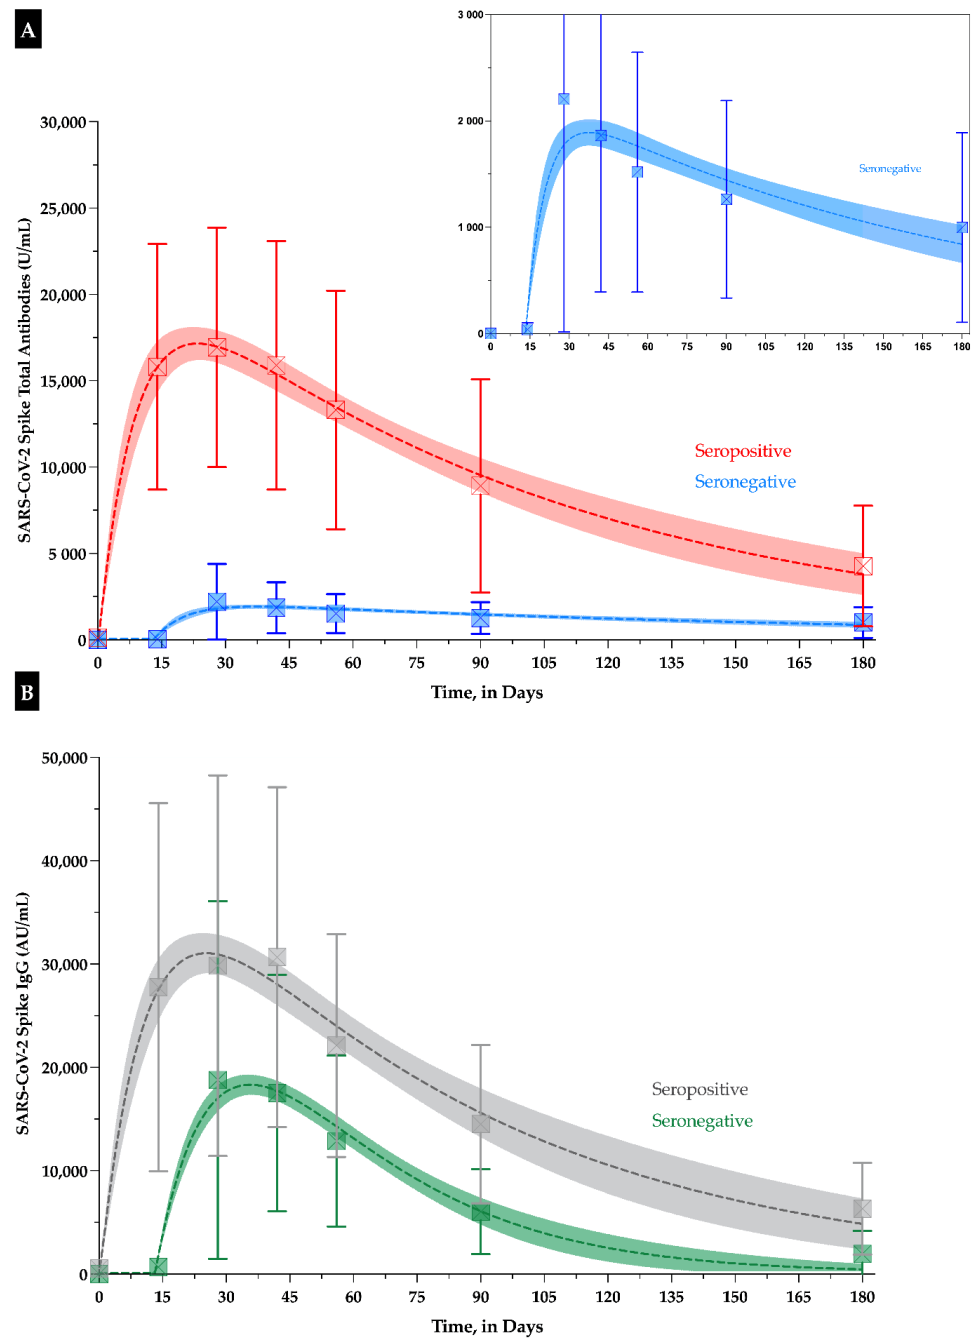 A
3 000
2 000
1 000
0
0 15 30 45 60 75 90 105 120 135 150 165 180
Seronegative
SARS-CoV-2 Spike Total Antibodies (U/mL)
30,000
25,000
20,000
15,000
10,000
5 000
0
Seropositive
Seronegative
0 15 30 45 60 75 90 105 120 135 150 165 180
Time, in Days
B
SARS-CoV-2 Spike IgG (AU/mL)
50,000
40,000
30,000
20,000
10,000
0
Seropositive
Seronegative
0 15 30 45 60 75 90 105 120 135 150 165 180
Time, in Days